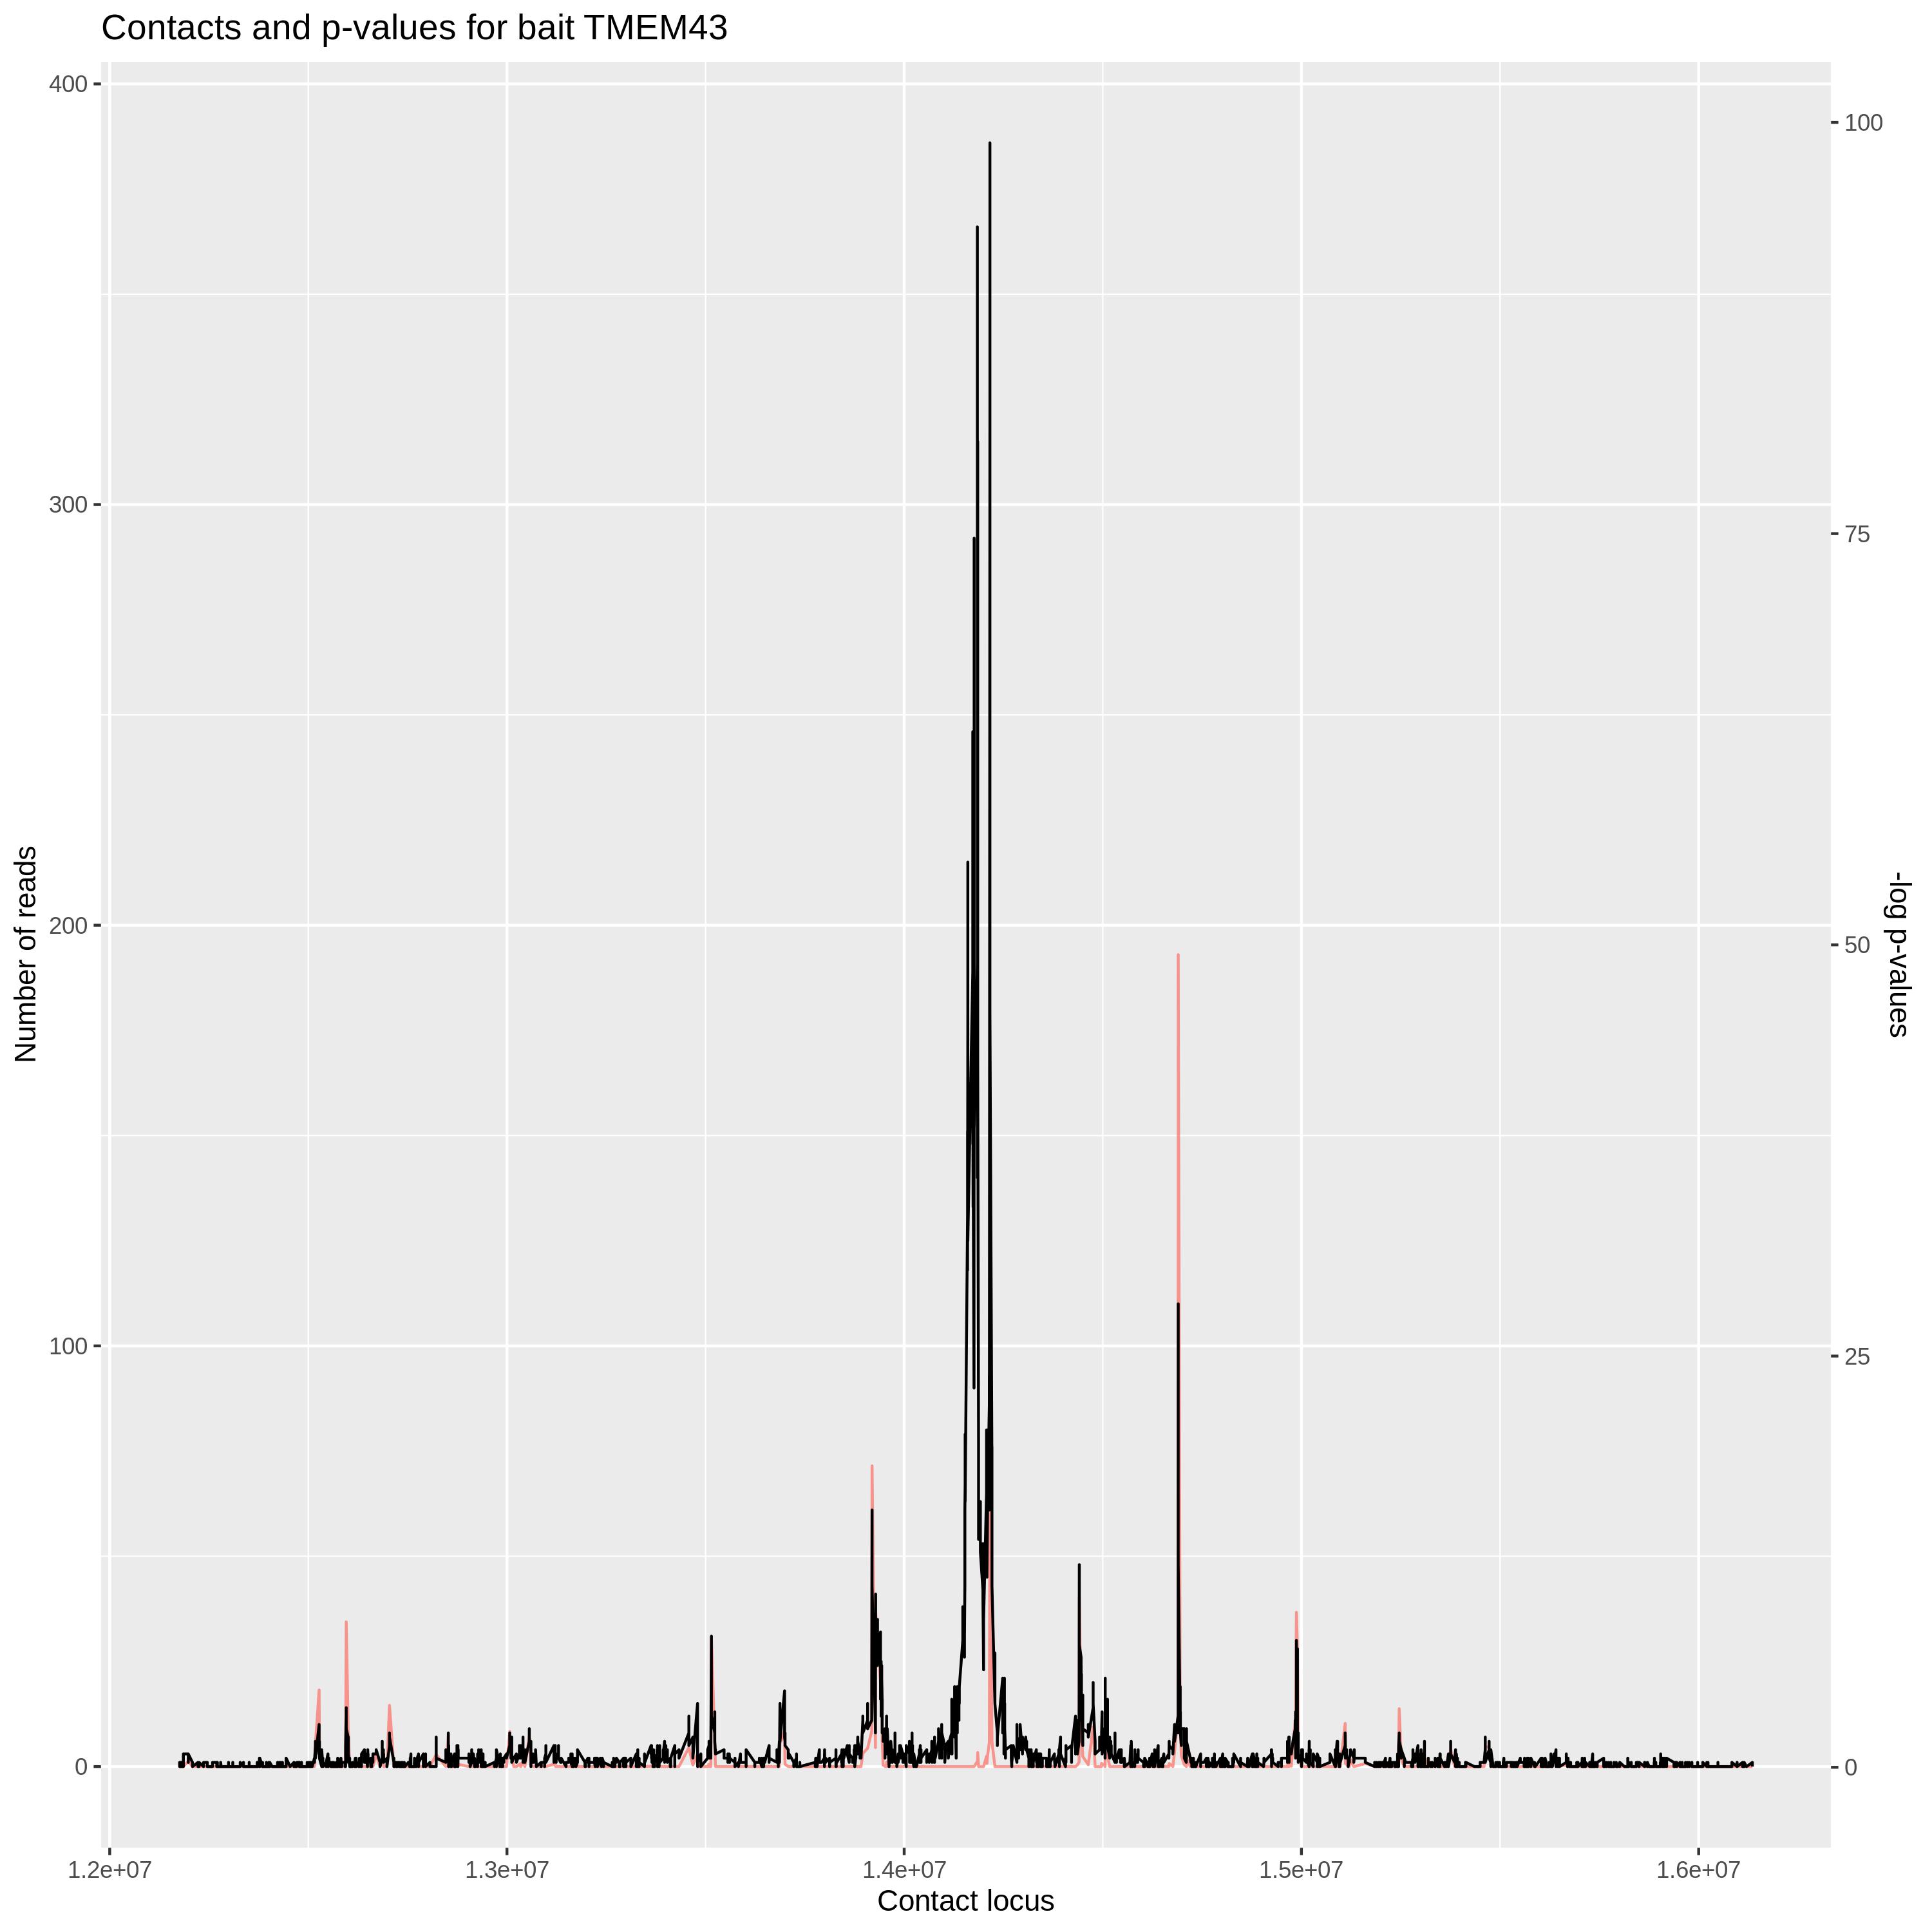 Contacts and p-values for bait TMEM43
400
300
200
100
0
Number of reads
100
75
50
25
0
-log p-values
1.2e+07
1.3e+07
1.4e+07
1.5e+07
1.6e+07
Contact locus